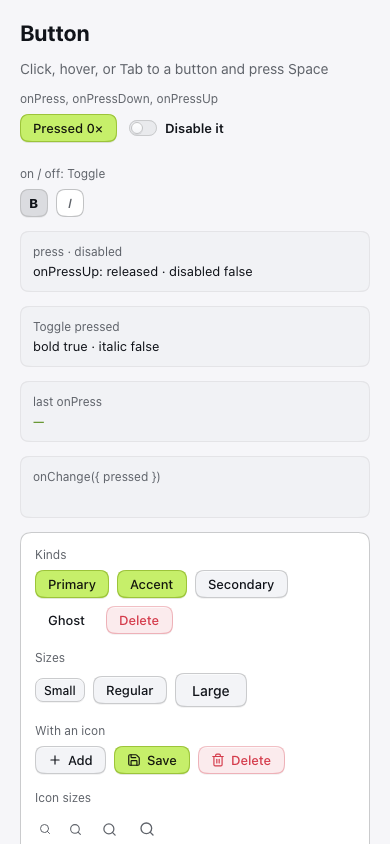 Button
Click, hover, or Tab to a button and press Space
onPress, onPressDown, onPressUp
Pressed 0× Disable it
on / off: Toggle
B I
press · disabled
onPressUp: released · disabled false
Toggle pressed
bold true · italic false
last onPress
—
onChange({ pressed })
Kinds
Primary Accent Secondary
Ghost Delete
Sizes
Small Regular Large
With an icon
Add Save Delete
Icon sizes